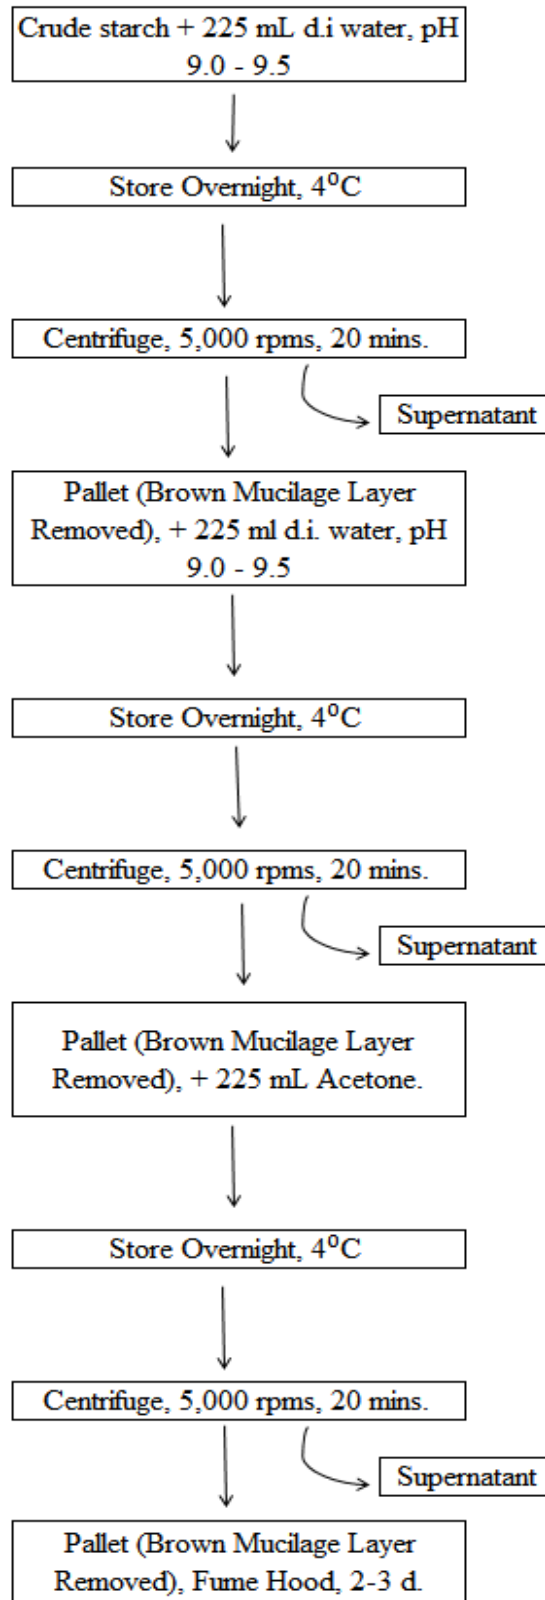 Crude starch + 225 mL d.i water, pH
9.0 - 9.5
Store Overnight, 4⁰C
Centrifuge, 5,000 rpms, 20 mins.
Supernatant
Pallet (Brown Mucilage Layer
Removed), + 225 ml d.i. water, pH
9.0 - 9.5
Store Overnight, 4⁰C
Centrifuge, 5,000 rpms, 20 mins.
Supernatant
Pallet (Brown Mucilage Layer
Removed), + 225 mL Acetone.
Store Overnight, 4⁰C
Centrifuge, 5,000 rpms, 20 mins.
Supernatant
Pallet (Brown Mucilage Layer
Removed), Fume Hood, 2-3 d.